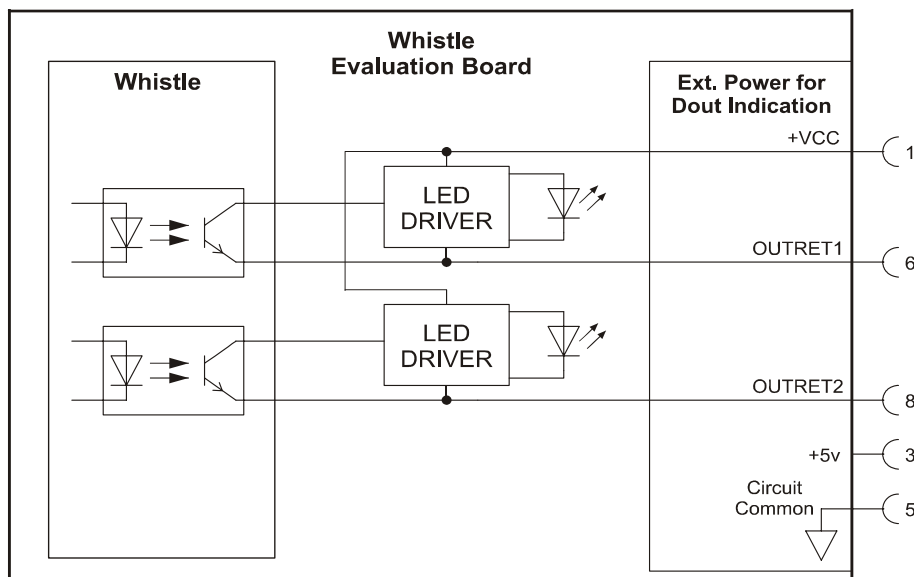 Whistle
Evaluation Board
Whistle
Ext. Power for
Dout Indication
+VCC
1
LED
DRIVER
OUTRET1
6
LED
DRIVER
OUTRET2
8
+5v
3
Circuit
Common
5